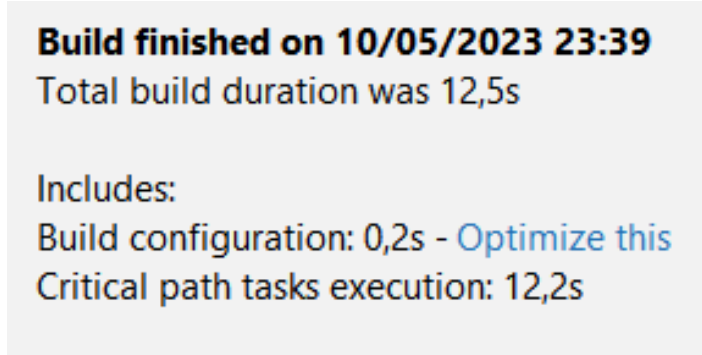 Build finished on 10/05/2023 23:39
Total build duration was 12,5s
Includes:
Build configuration: 0,2s - Optimize this
Critical path tasks execution: 12,2s